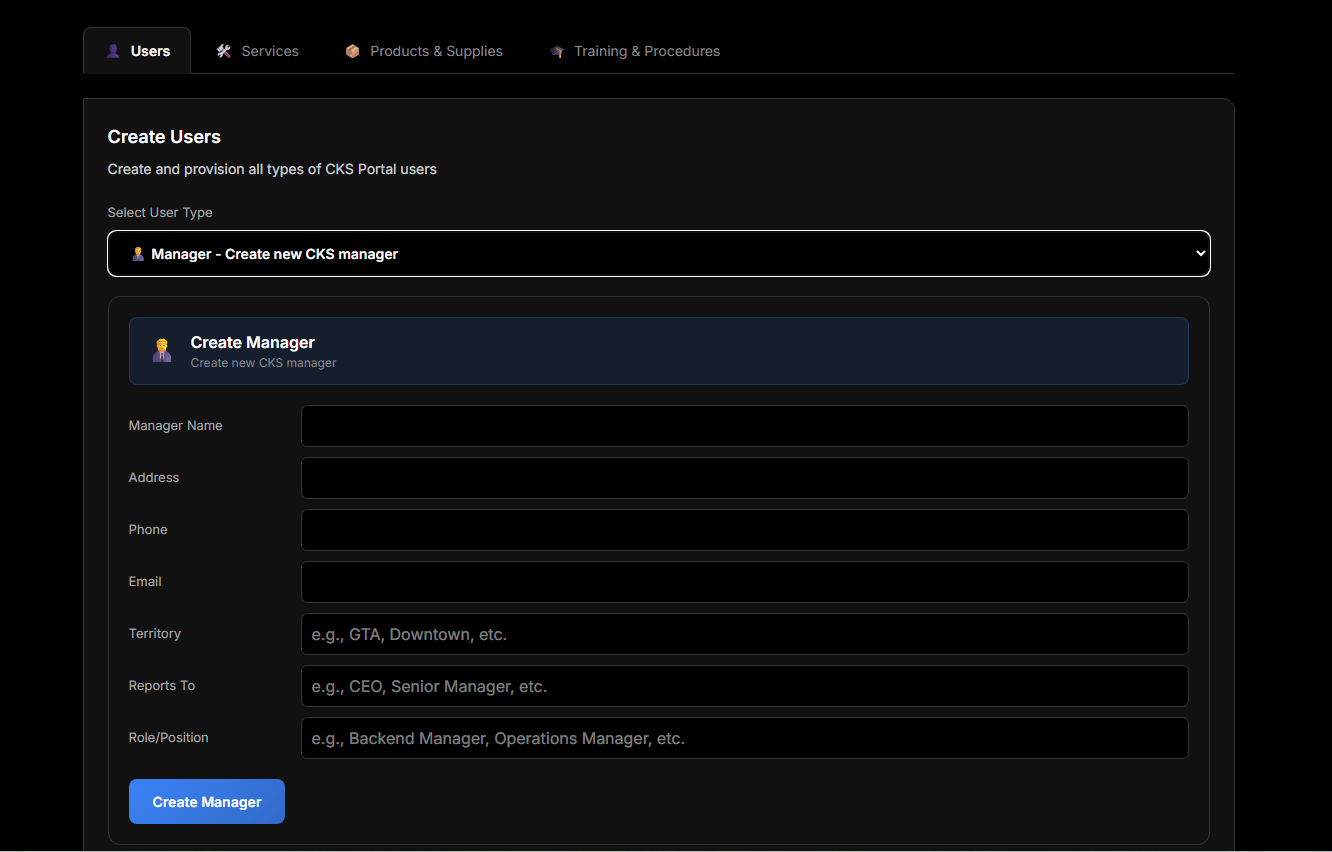 Users Services Products & Supplies Training & Procedures
Create Users
Create and provision all types of CKS Portal users
Select User Type
Manager - Create new CKS manager
Create Manager
Create new CKS manager
Manager Name
Address
Phone
Email
Territory e.g., GTA, Downtown, etc.
Reports To e.g., CEO, Senior Manager, etc.
Role/Position e.g., Backend Manager, Operations Manager, etc.
Create Manager